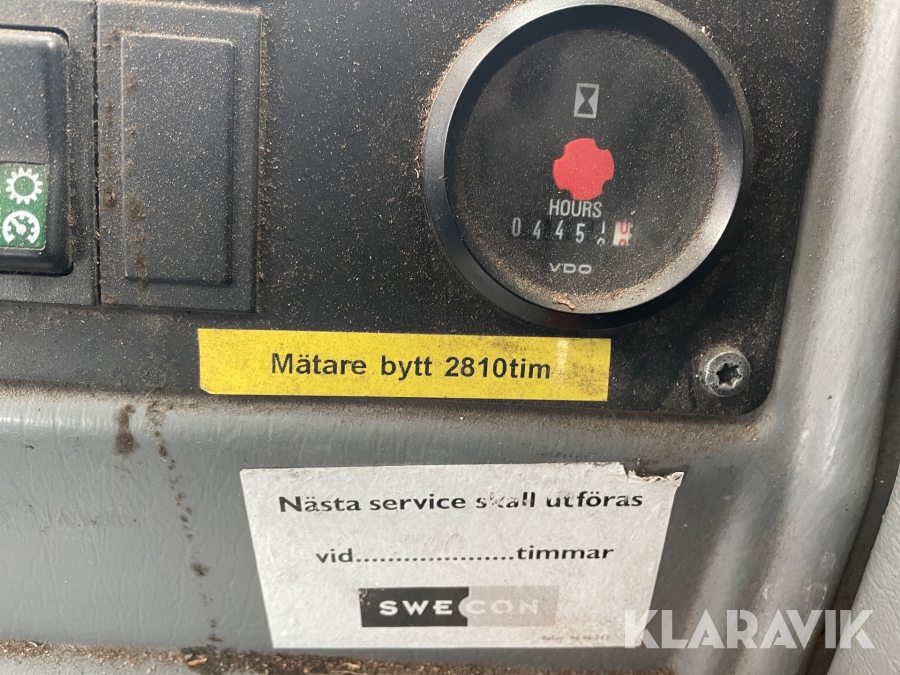 HOURS
0445
VDO
Mätare bytt 2810tim
Nästa service skall utföras
vid......................timmar
SWECON
KLARAVIK